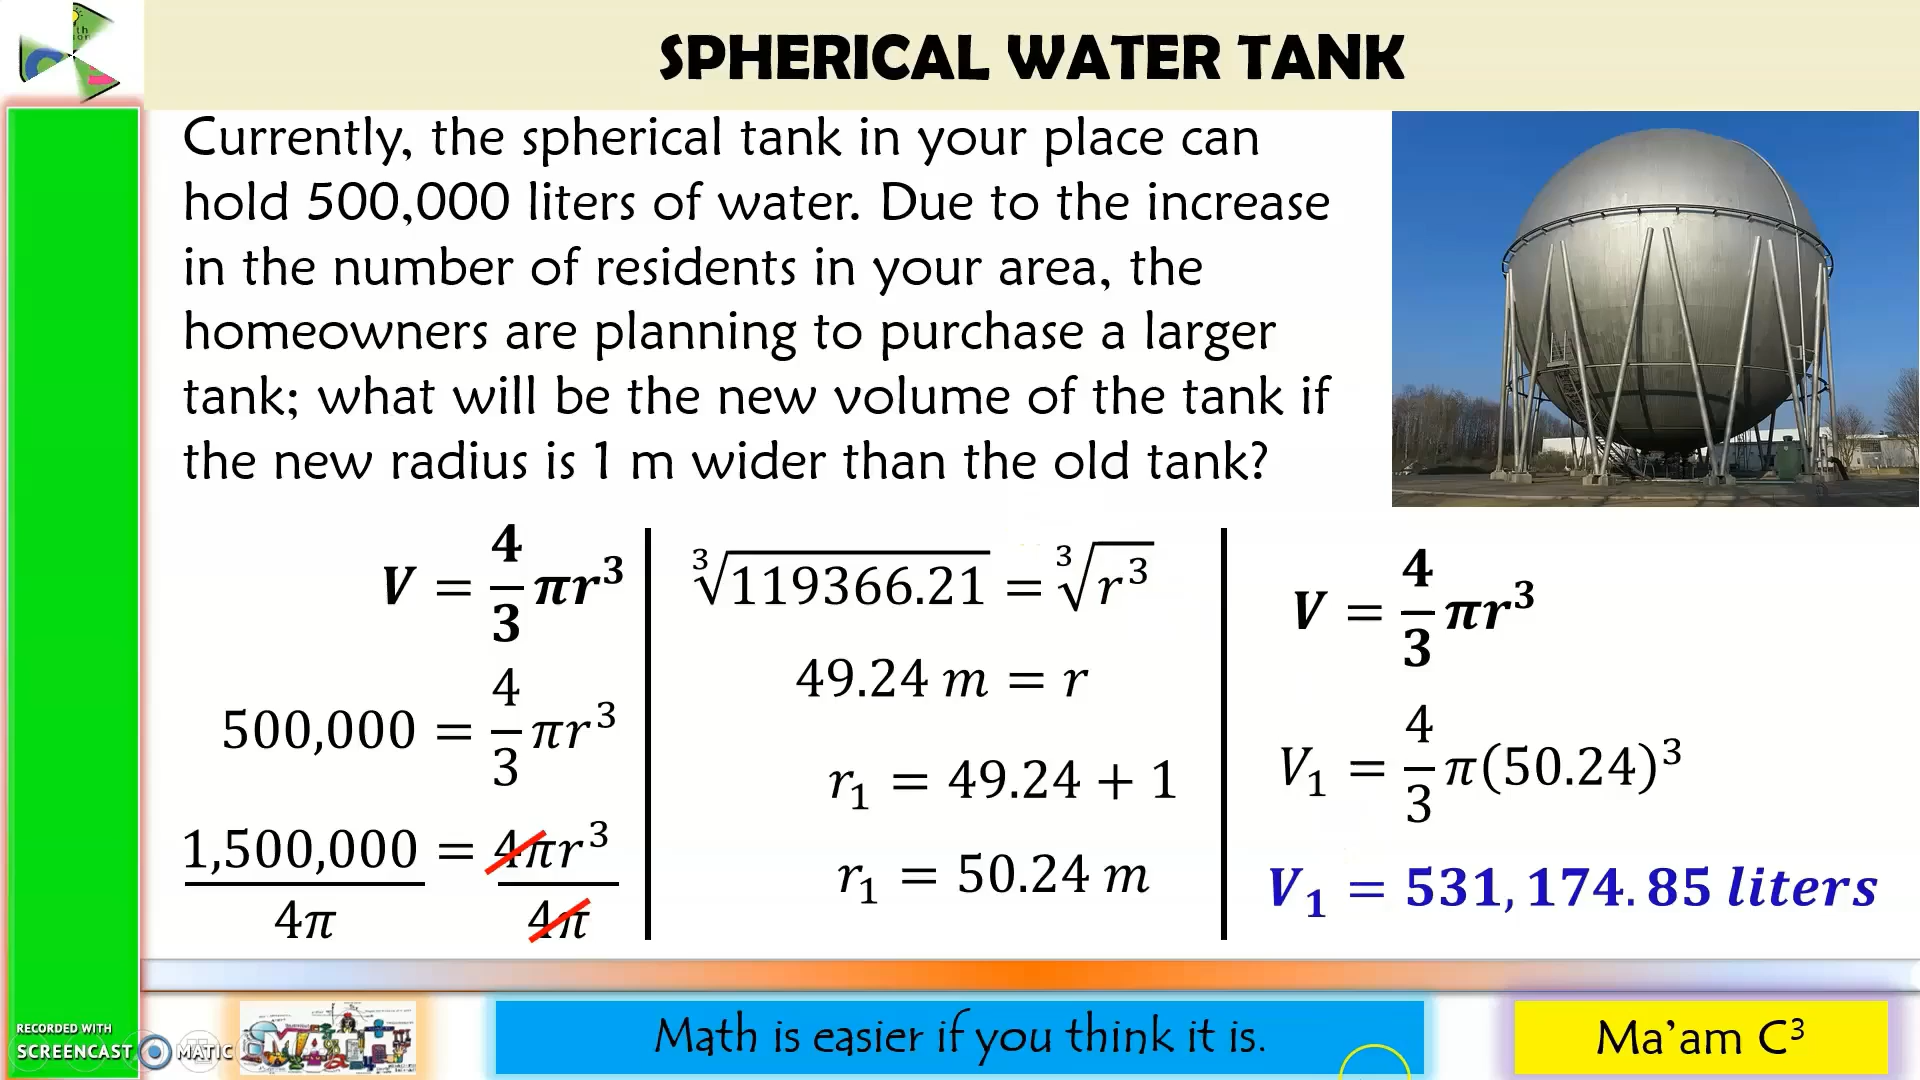 SPHERICAL WATER TANK
Currently, the spherical tank in your place can
hold 500,000 liters of water. Due to the increase
in the number of residents in your area, the
homeowners are planning to purchase a larger
tank; what will be the new volume of the tank if
the new radius is 1 m wider than the old tank?
V = 4/3 πr³
500,000 = 4/3 πr³
1,500,000/4π = 4πr³/4π
∛119366.21 = ∛r³
49.24 m = r
r₁ = 49.24 + 1
r₁ = 50.24 m
V = 4/3 πr³
V₁ = 4/3 π(50.24)³
V₁ = 531,174.85 liters
RECORDED WITH
SCREENCAST MATIC
MATH
Math is easier if you think it is.
Ma'am C³